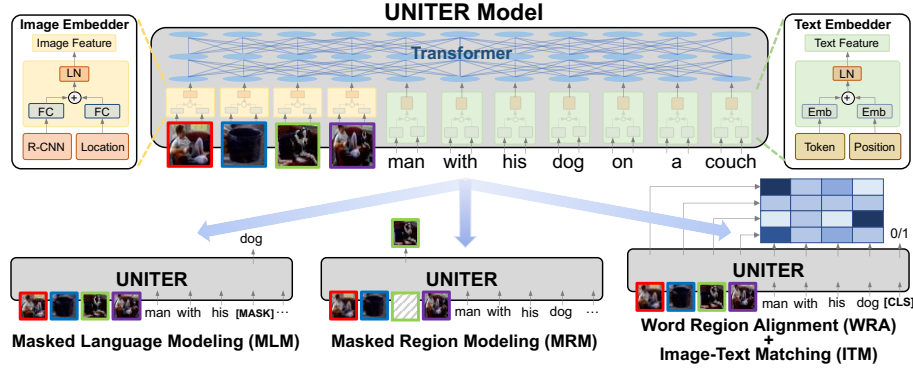 UNITER Model
Image Embedder
Image Feature
LN
+
FC
FC
R-CNN
Location
Transformer
man with his dog on a couch
Text Embedder
Text Feature
LN
+
Emb
Emb
Token
Position
dog
UNITER
man with his [MASK] ...
Masked Language Modeling (MLM)
UNITER
man with his dog ...
Masked Region Modeling (MRM)
0/1
UNITER
man with his dog [CLS]
Word Region Alignment (WRA)
+
Image-Text Matching (ITM)